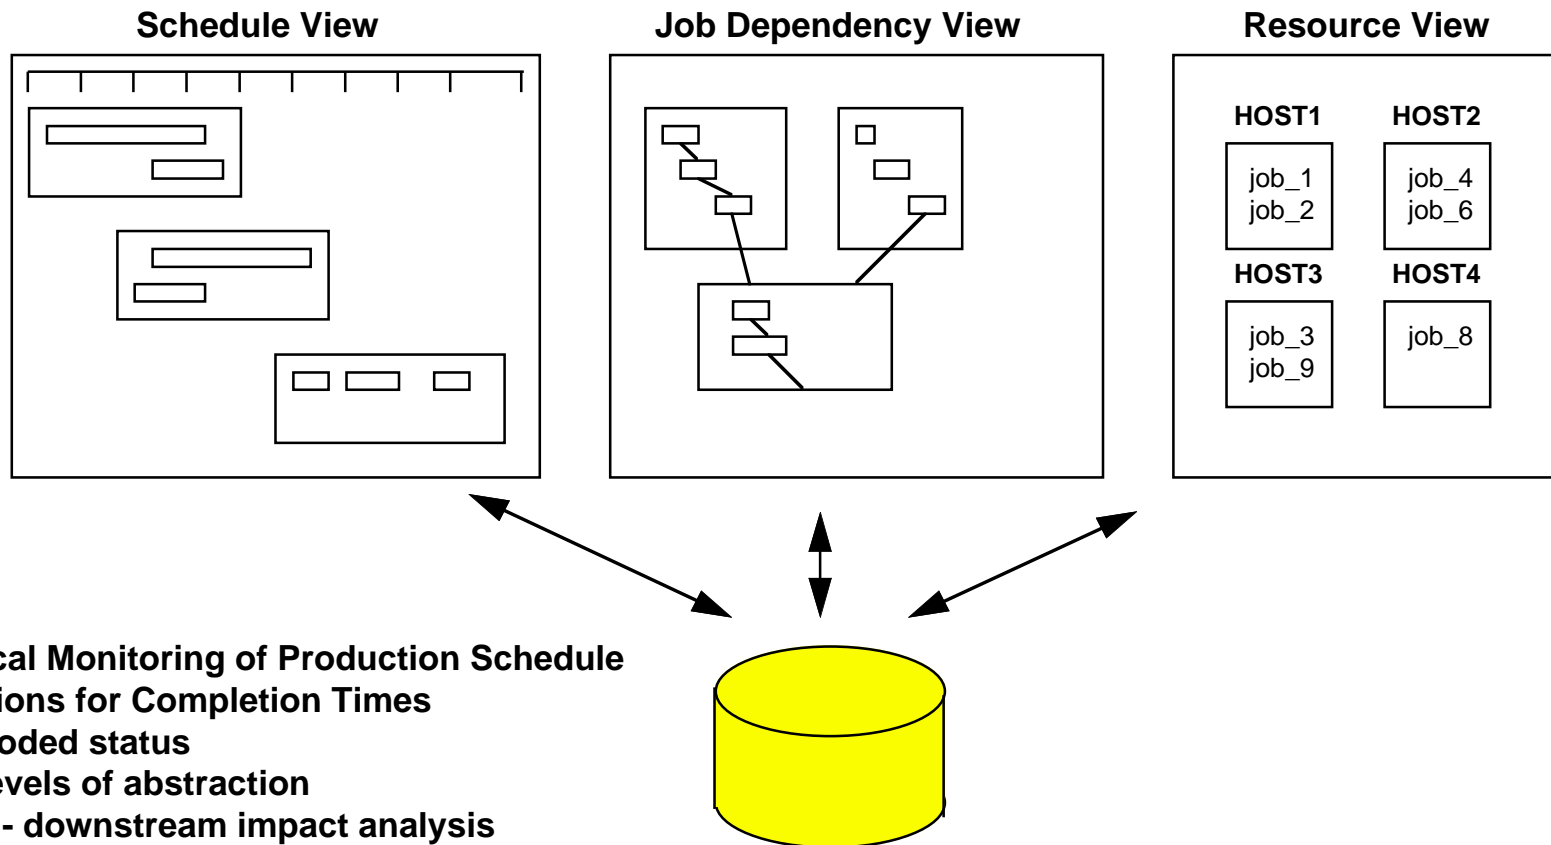 Schedule View
Job Dependency View
Resource View
HOST1
HOST2
job_1
job_2
job_4
job_6
HOST3
HOST4
job_3
job_9
job_8
cal Monitoring of Production Schedule
ions for Completion Times
oded status
evels of abstraction
- downstream impact analysis